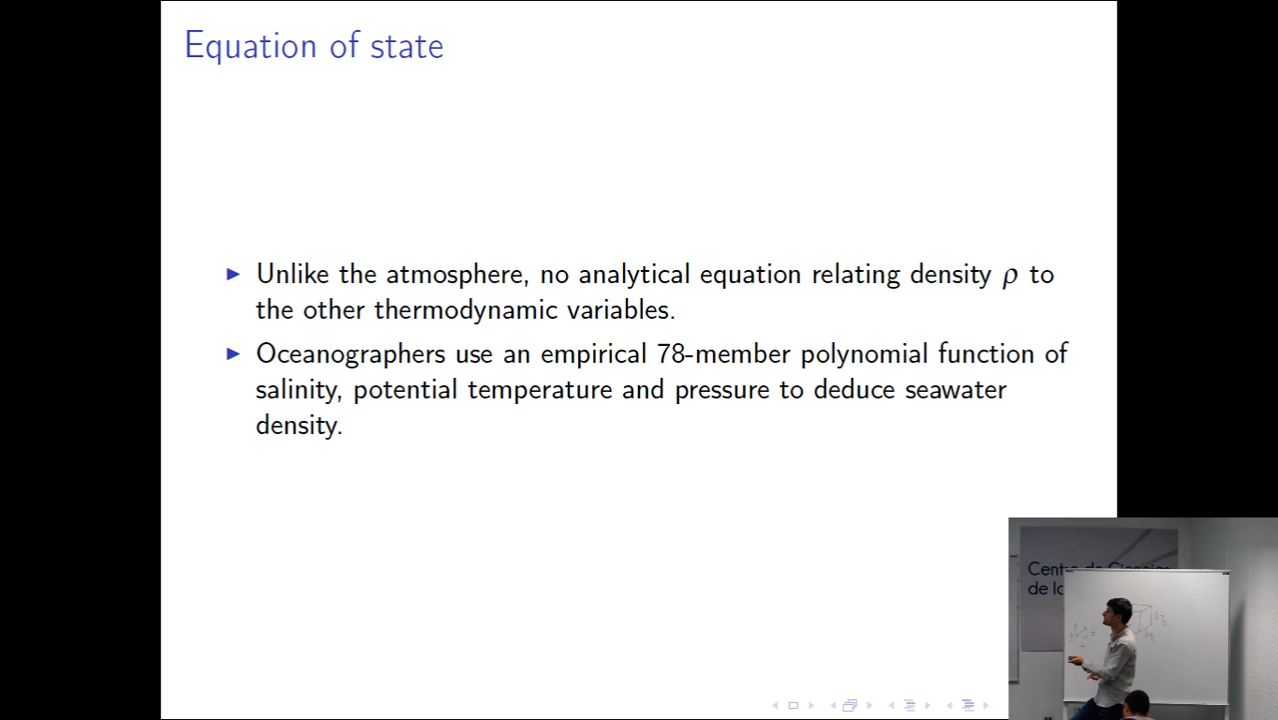 Equation of state
▶ Unlike the atmosphere, no analytical equation relating density ρ to
the other thermodynamic variables.
▶ Oceanographers use an empirical 78-member polynomial function of
salinity, potential temperature and pressure to deduce seawater
density.
de